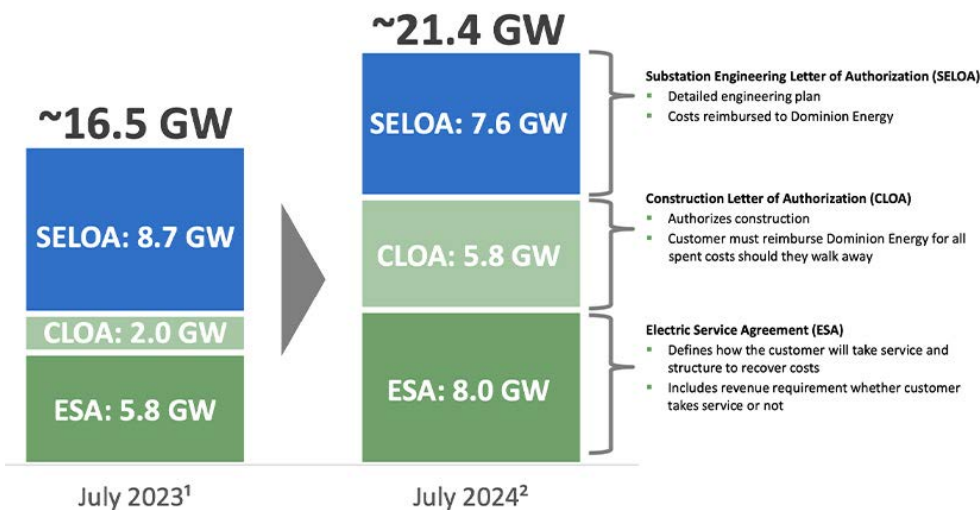 ~16.5 GW
SELOA: 8.7 GW
CLOA: 2.0 GW
ESA: 5.8 GW
July 2023¹
~21.4 GW
SELOA: 7.6 GW
CLOA: 5.8 GW
ESA: 8.0 GW
July 2024²
Substation Engineering Letter of Authorization (SELOA)
▪ Detailed engineering plan
▪ Costs reimbursed to Dominion Energy
Construction Letter of Authorization (CLOA)
▪ Authorizes construction
▪ Customer must reimburse Dominion Energy for all
spent costs should they walk away
Electric Service Agreement (ESA)
▪ Defines how the customer will take service and
structure to recover costs
▪ Includes revenue requirement whether customer
takes service or not